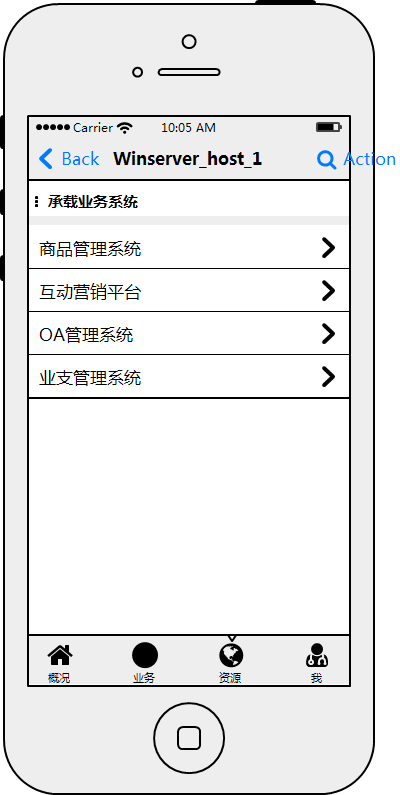 Carrier 10:05 AM
Back Winserver_host_1 Action
承载业务系统
商品管理系统
互动营销平台
OA管理系统
业支管理系统
概况 业务 资源 我